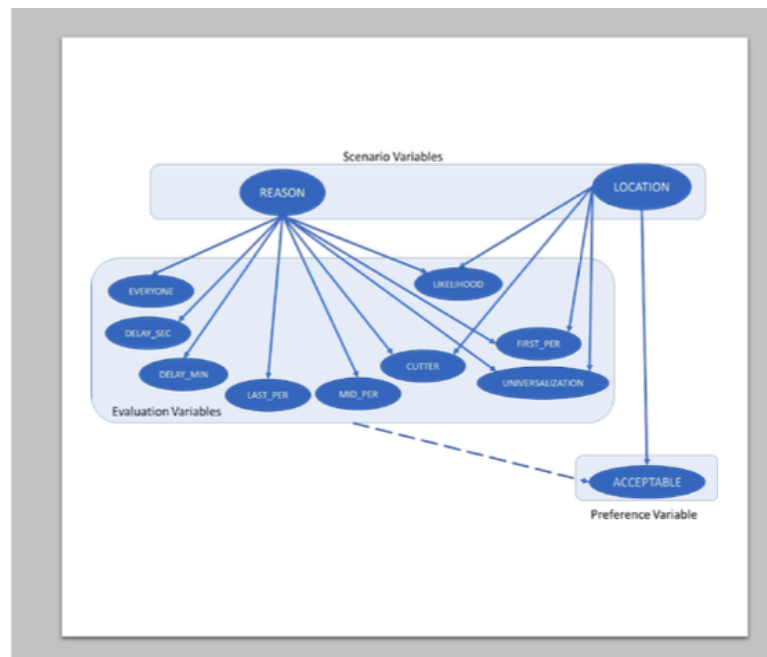 Scenario Variables
REASON
LOCATION
EVERYONE
LIKELIHOOD
DELAY_SEC
FIRST_PER
DELAY_MIN
CUTTER
LAST_PER
MID_PER
UNIVERSALIZATION
Evaluation Variables
ACCEPTABLE
Preference Variable